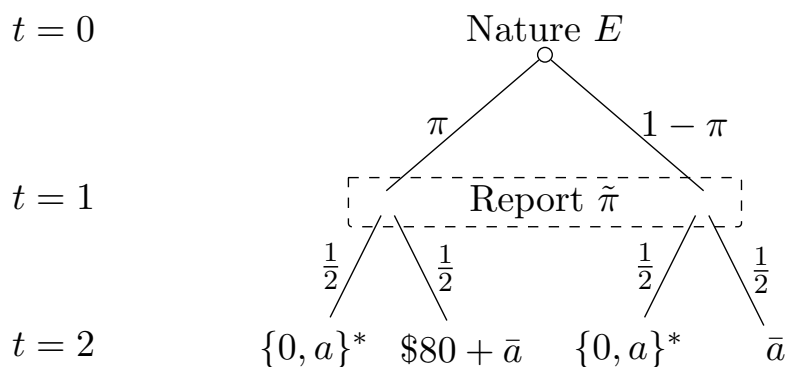 t = 0 Nature E
π 1 − π
t = 1 Report π̃
1/2 1/2 1/2 1/2
t = 2 {0, a}* $80 + ā {0, a}* ā